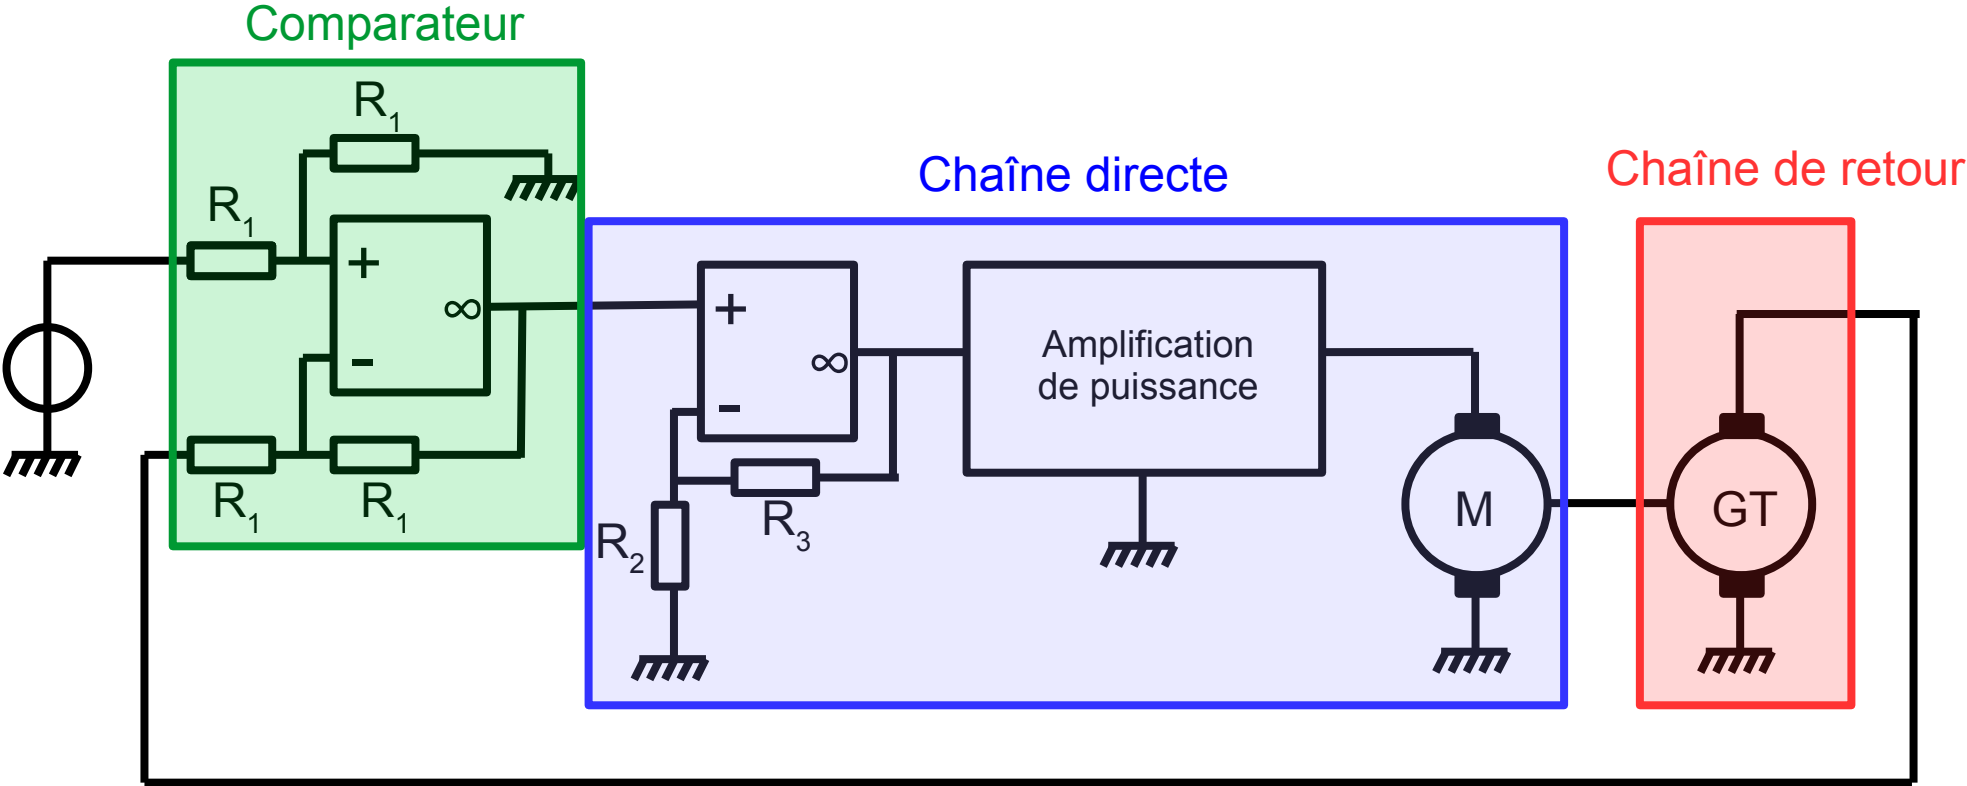 Comparateur
R1
Chaîne directe
Chaîne de retour
R1
+
∞
-
+
∞
-
Amplification
de puissance
R1
R1
R2
R3
M
GT